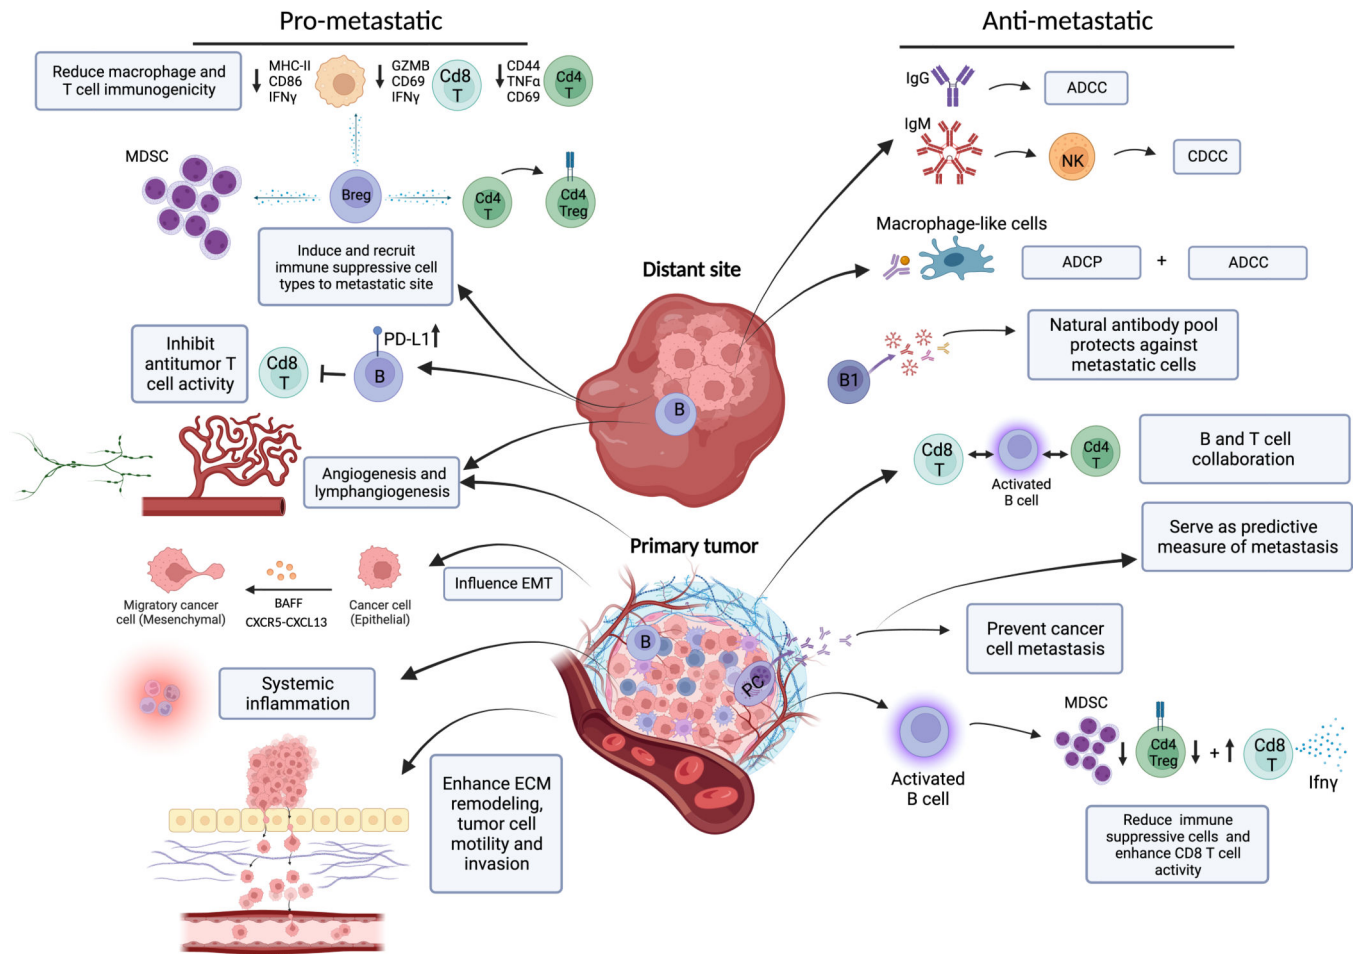 Pro-metastatic
Reduce macrophage and
T cell immunogenicity
MHC-II
CD86
IFNγ
GZMB
CD69
IFNγ
Cd8
T
CD44
TNFα
CD69
Cd4
T
MDSC
Breg
Cd4
T
Cd4
Treg
Induce and recruit
immune suppressive cell
types to metastatic site
Inhibit
antitumor T
cell activity
Cd8
T
PD-L1
B
Angiogenesis and
lymphangiogenesis
Influence EMT
Migratory cancer
cell (Mesenchymal)
BAFF
CXCR5-CXCL13
Cancer cell
(Epithelial)
Systemic
inflammation
Enhance ECM
remodeling,
tumor cell
motility and
invasion
Distant site
B
Primary tumor
B
PC
Anti-metastatic
IgG
ADCC
IgM
NK
CDCC
Macrophage-like cells
ADCP
+
ADCC
B1
Natural antibody pool
protects against
metastatic cells
Cd8
T
Activated
B cell
Cd4
T
B and T cell
collaboration
Serve as predictive
measure of metastasis
Prevent cancer
cell metastasis
Activated
B cell
MDSC
Cd4
Treg
+
Cd8
T
Ifnγ
Reduce immune
suppressive cells and
enhance CD8 T cell
activity